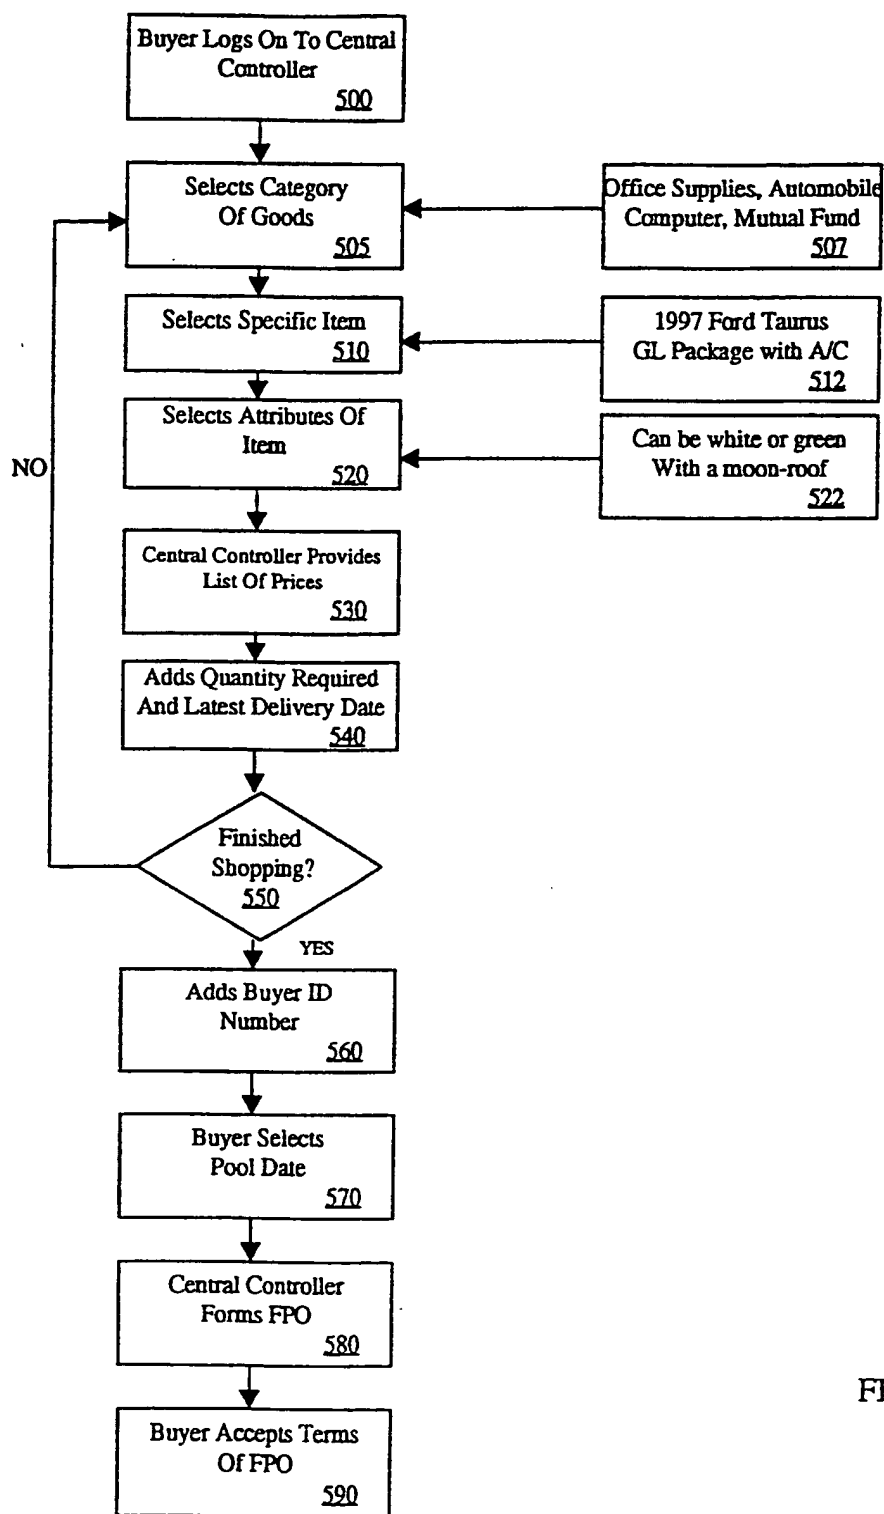 Buyer Logs On To Central
Controller
500
Selects Category
Of Goods
505
Office Supplies, Automobile
Computer, Mutual Fund
507
Selects Specific Item
510
1997 Ford Taurus
GL Package with A/C
512
Selects Attributes Of
Item
520
Can be white or green
With a moon-roof
522
NO
Central Controller Provides
List Of Prices
530
Adds Quantity Required
And Latest Delivery Date
540
Finished
Shopping?
550
YES
Adds Buyer ID
Number
560
Buyer Selects
Pool Date
570
Central Controller
Forms FPO
580
Buyer Accepts Terms
Of FPO
590